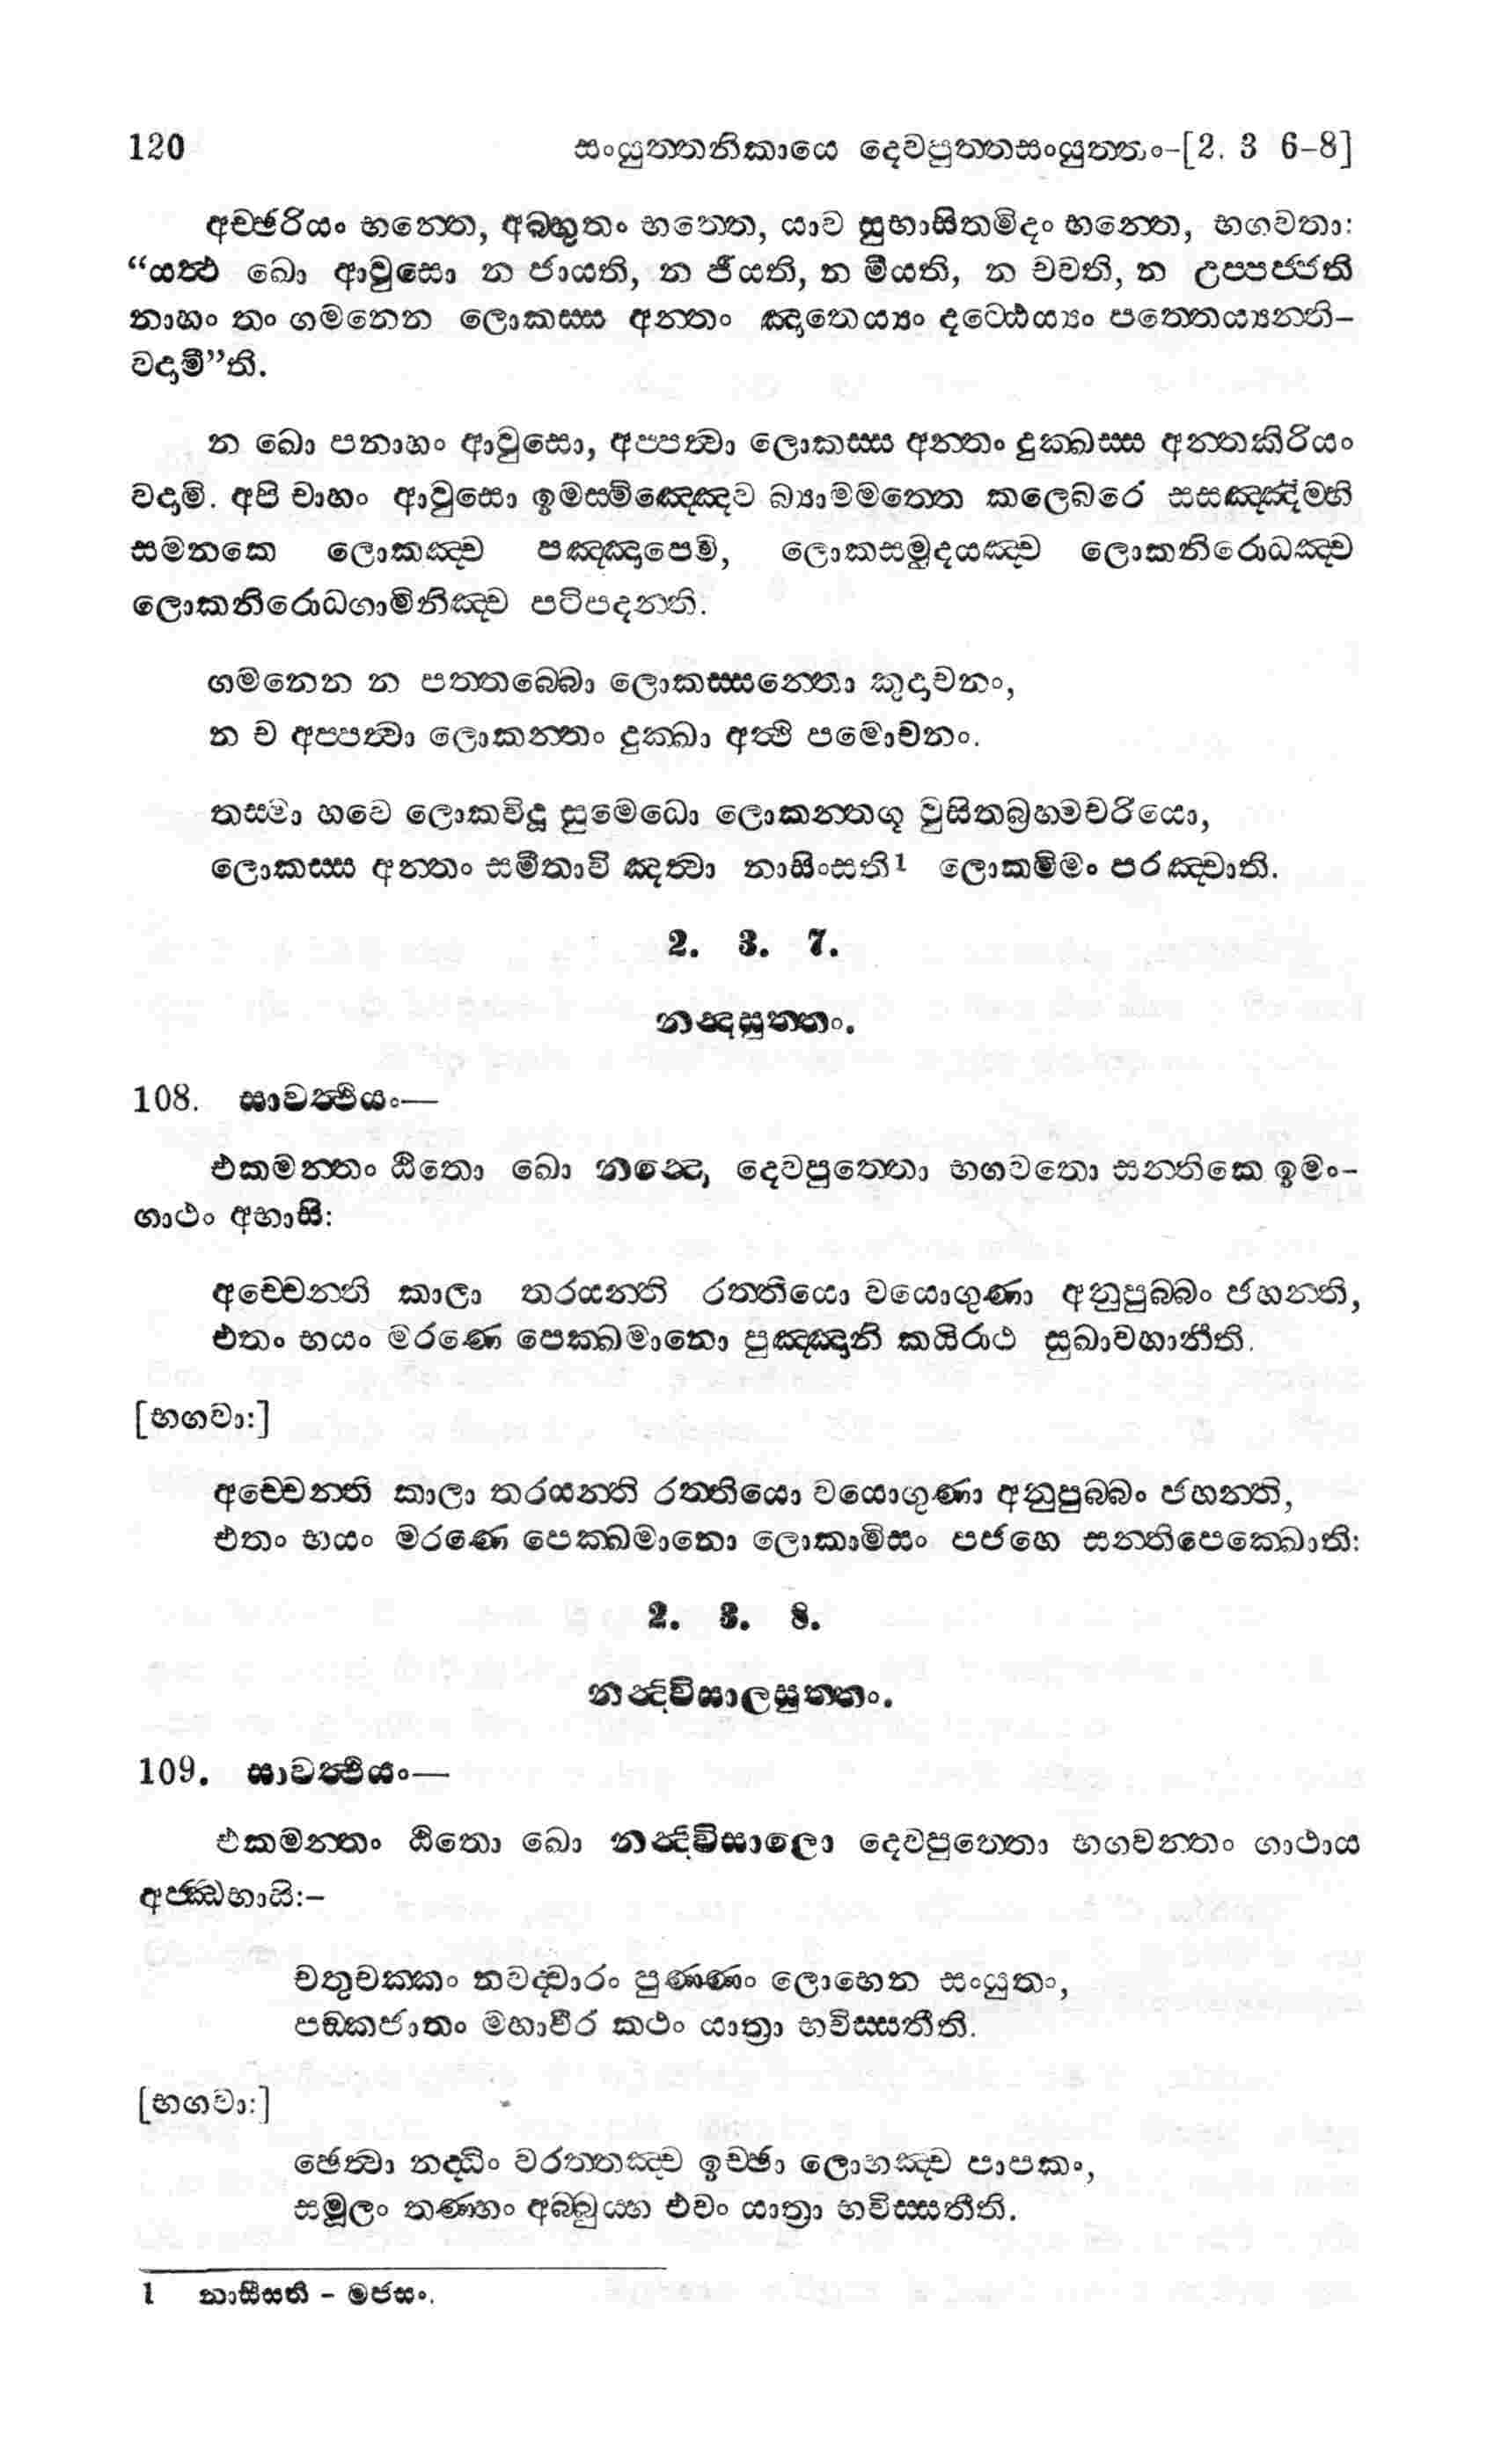 120 සංයුත්තනිකායෙ දෙවපුත්තසංයුත්තං-[2. 3 6-8]
අච්ඡරියං භන්තෙ, අබ්භුතං භන්තෙ, යාව සුභාසිතමිදං භන්තෙ, භගවතා:
“යත්ථ ඛො ආවුසො න ජායති, න ජීයති, න මීයති, න චවති, න උප්පජ්ජති
නාහං තං ගමනෙන ලොකස්ස අන්තං ඤාතෙය්‍යං දට්ඨෙය්‍යං පත්තෙය්‍යන්ති-
වදාමී”ති.
න ඛො පනාහං ආවුසො, අප්පත්වා ලොකස්ස අන්තං දුක්ඛස්ස අන්තකිරියං
වදාමි. අපි චාහං ආවුසො ඉමස්මිඤ්ඤෙව බ්‍යාමමත්තෙ කලෙබරෙ සසඤ්ඤිම්හි
සමනකෙ ලොකඤ්ච පඤ්ඤාපෙමි, ලොකසමුදයඤ්ච ලොකනිරොධඤ්ච
ලොකනිරොධගාමිනිඤ්ච පටිපදන්ති.
ගමනෙන න පත්තබ්බො ලොකස්සන්තො කුදාචනං,
න ච අප්පත්වා ලොකන්තං දුක්ඛා අත්ථි පමොචනං.
තස්මා හවෙ ලොකවිදූ සුමෙධො ලොකන්තගූ වුසිතබ්‍රහ්මචරියො,
ලොකස්ස අන්තං සමිතාවි ඤත්වා නාසිංසති1 ලොකමිමං පරඤ්චාති.
2. 3. 7.
නන්දසුත්තං.
108. සාවත්ථියං—
එකමන්තං ඨිතො ඛො නන්දො දෙවපුත්තො භගවතො සන්තිකෙ ඉමං-
ගාථං අභාසි:
අච්චෙන්ති කාලා තරයන්ති රත්තියො වයොගුණා අනුපුබ්බං ජහන්ති,
එතං භයං මරණෙ පෙක්ඛමානො පුඤ්ඤානි කයිරාථ සුඛාවහානීති.
[භගවා:]
අච්චෙන්ති කාලා තරයන්ති රත්තියො වයොගුණා අනුපුබ්බං ජහන්ති,
එතං භයං මරණෙ පෙක්ඛමානො ලොකාමිසං පජහෙ සන්තිපෙක්ඛොති:
2. 3. 8.
නන්දිවිසාලසුත්තං.
109. සාවත්ථියං—
එකමන්තං ඨිතො ඛො නන්දිවිසාලො දෙවපුත්තො භගවන්තං ගාථාය
අජ්ඣභාසි:-
චතුචක්කං නවද්වාරං පුණ්ණං ලොභෙන සංයුතං,
පඞ්කජාතං මහාවීර කථං යාත්‍රා භවිස්සතීති.
[භගවා:]
ඡෙත්වා නද්ධිං වරත්තඤ්ච ඉච්ඡා ලොභඤ්ච පාපකං,
සමූලං තණ්හං අබ්බුය්හ එවං යාත්‍රා භවිස්සතීති.
1 නාසීසති - මජසං.